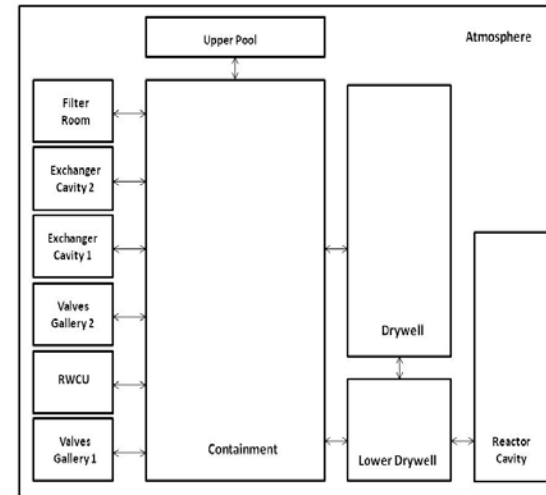 Upper Pool
Atmosphere
Filter
Room
Exchanger
Cavity 2
Exchanger
Cavity 1
Valves
Gallery 2
Drywell
RWCU
Valves
Gallery 1
Containment
Lower Drywell
Reactor
Cavity